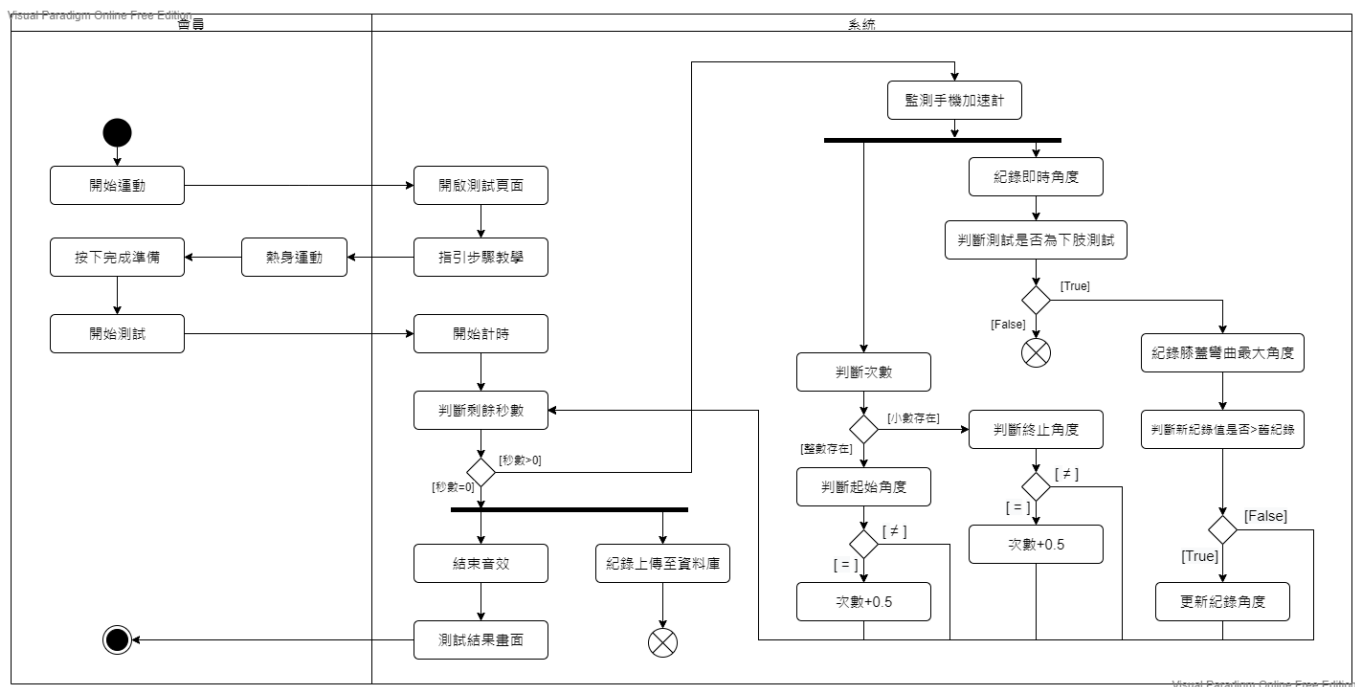 Visual Paradigm Online Free Edition
會員
系統
監測手機加速計
開始運動
開啟測試頁面
紀錄即時角度
按下完成準備
熱身運動
指引步驟教學
判斷測試是否為下肢測試
[True]
[False]
開始測試
開始計時
紀錄膝蓋彎曲最大角度
判斷次數
判斷剩餘秒數
[小數存在]
判斷終止角度
判斷新紀錄值是否>舊紀錄
[整數存在]
[秒數>0]
[秒數=0]
判斷起始角度
[ ≠ ]
[ = ]
[ ≠ ]
[ = ]
次數+0.5
[False]
[True]
結束音效
紀錄上傳至資料庫
次數+0.5
更新紀錄角度
測試結果畫面
Visual Paradigm Online Free Edition